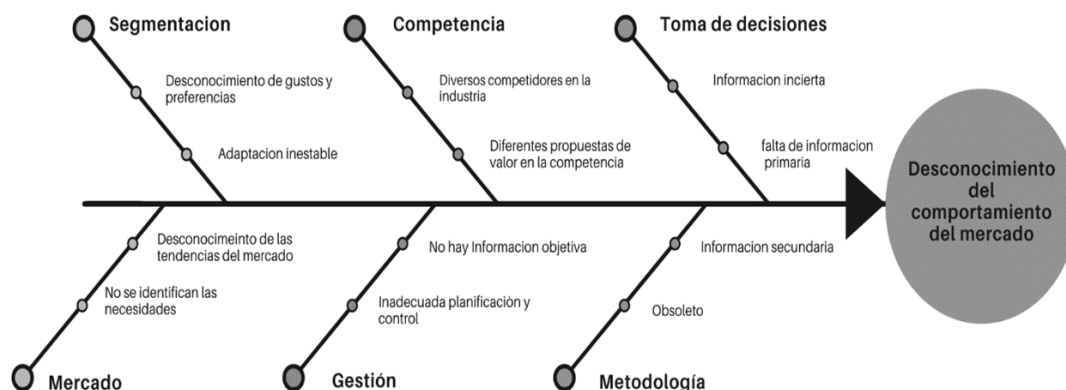 Segmentacion
Desconocimiento de gustos y
preferencias
Adaptacion inestable
Competencia
Diversos competidores en la
industria
Diferentes propuestas de
valor en la competencia
Toma de decisiones
Informacion incierta
falta de informacion
primaria
Desconocimiento
del
comportamiento
del mercado
Desconocimeinto de las
tendencias del mercado
No se identifican las
necesidades
Mercado
No hay Informacion objetiva
Inadecuada planificaciòn y
control
Gestión
Informacion secundaria
Obsoleto
Metodología